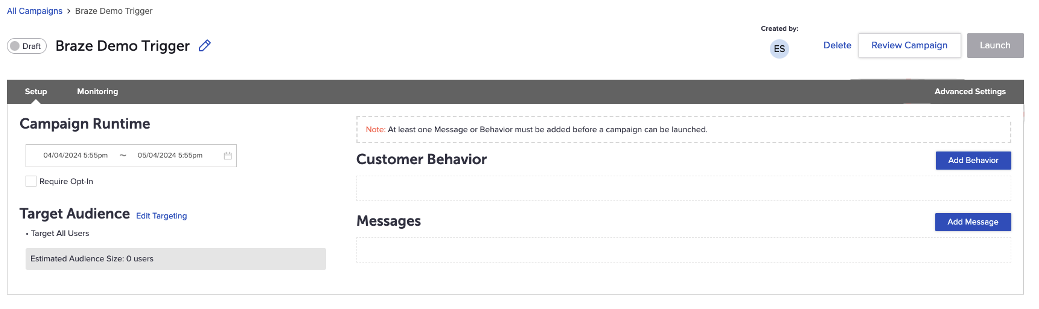 All Campaigns > Braze Demo Trigger
Created by:
Draft Braze Demo Trigger ES Delete Review Campaign Launch
Setup Monitoring Advanced Settings
Campaign Runtime
04/04/2024 5:55pm ~ 05/04/2024 5:55pm
Require Opt-In
Target Audience Edit Targeting
• Target All Users
Estimated Audience Size: 0 users
Note: At least one Message or Behavior must be added before a campaign can be launched.
Customer Behavior Add Behavior
Messages Add Message